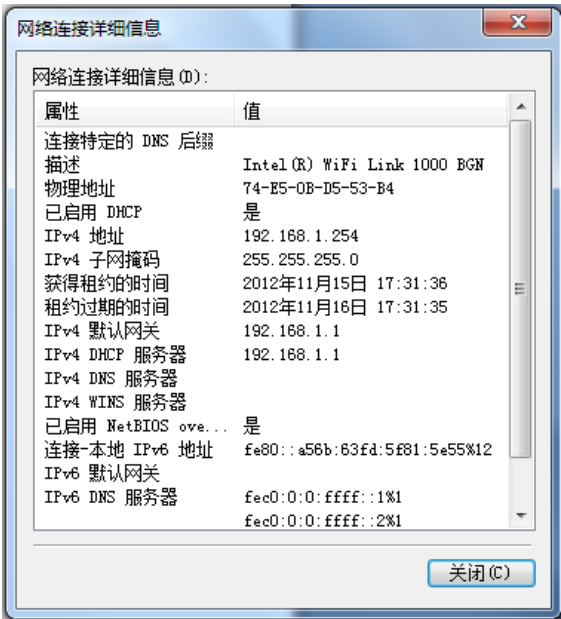 网络连接详细信息
网络连接详细信息(D):
属性 值
连接特定的 DNS 后缀
描述 Intel(R) WiFi Link 1000 BGN
物理地址 74-E5-0B-D5-53-B4
已启用 DHCP 是
IPv4 地址 192.168.1.254
IPv4 子网掩码 255.255.255.0
获得租约的时间 2012年11月15日 17:31:36
租约过期的时间 2012年11月16日 17:31:35
IPv4 默认网关 192.168.1.1
IPv4 DHCP 服务器 192.168.1.1
IPv4 DNS 服务器
IPv4 WINS 服务器
已启用 NetBIOS ove... 是
连接-本地 IPv6 地址 fe80::a56b:63fd:5f81:5e55%12
IPv6 默认网关
IPv6 DNS 服务器 fec0:0:0:ffff::1%1
fec0:0:0:ffff::2%1
关闭(C)